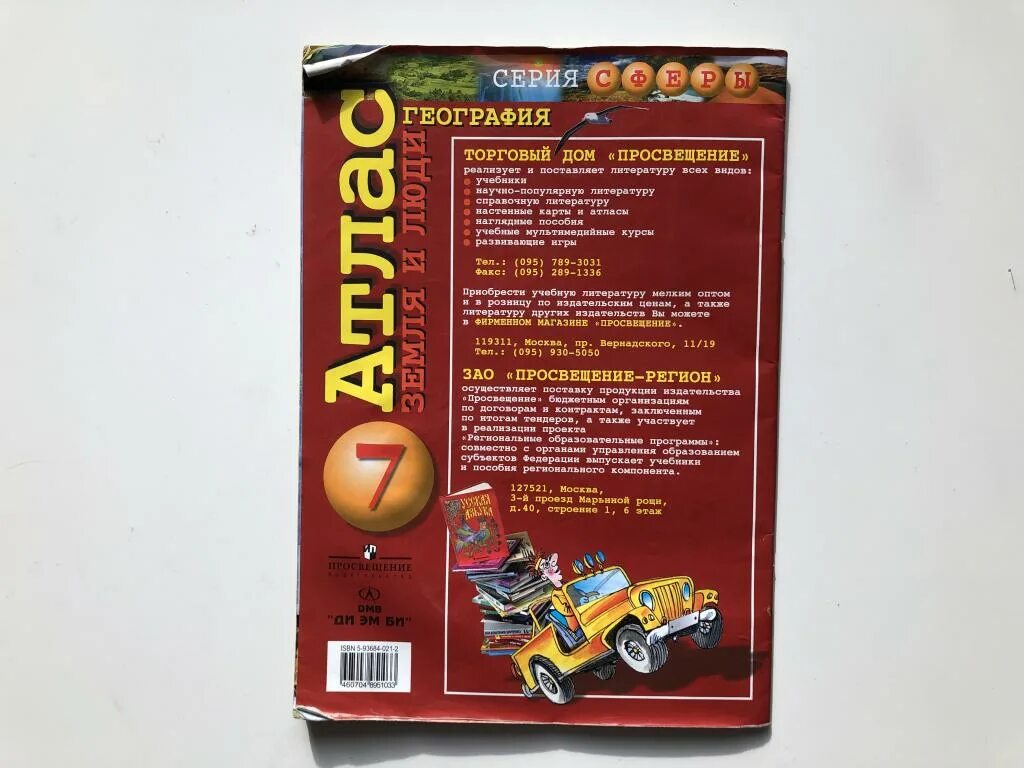 СЕРИЯ СФЕРЫ
ГЕОГРАФИЯ
АТЛАС
ЗЕМЛЯ И ЛЮДИ
7
ТОРГОВЫЙ ДОМ «ПРОСВЕЩЕНИЕ»
реализует и поставляет литературу всех видов:
учебники
научно-популярную литературу
справочную литературу
настенные карты и атласы
наглядные пособия
учебные мультимедийные курсы
развивающие игры
Тел.: (095) 789-3031
Факс: (095) 289-1336
Приобрести учебную литературу мелким оптом
и в розницу по издательским ценам, а также
литературу других издательств Вы можете
в ФИРМЕННОМ МАГАЗИНЕ «ПРОСВЕЩЕНИЕ».
119311, Москва, пр. Вернадского, 11/19
Тел.: (095) 930-5050
ЗАО «ПРОСВЕЩЕНИЕ-РЕГИОН»
осуществляет поставку продукции издательства
«Просвещение» бюджетным организациям
по договорам и контрактам, заключенным
по итогам тендеров, а также участвует
в реализации проекта
«Региональные образовательные программы»:
совместно с органами управления образованием
субъектов Федерации выпускает учебники
и пособия регионального компонента.
127521, Москва,
3-й проезд Марьиной рощи,
д.40, строение 1, 6 этаж
РУССКАЯ
АЗБУКА
ПРОСВЕЩЕНИЕ
ИЗДАТЕЛЬСТВО
DMB
"ДИ ЭМ БИ"
ISBN 5-93684-021-2
460704 8951033